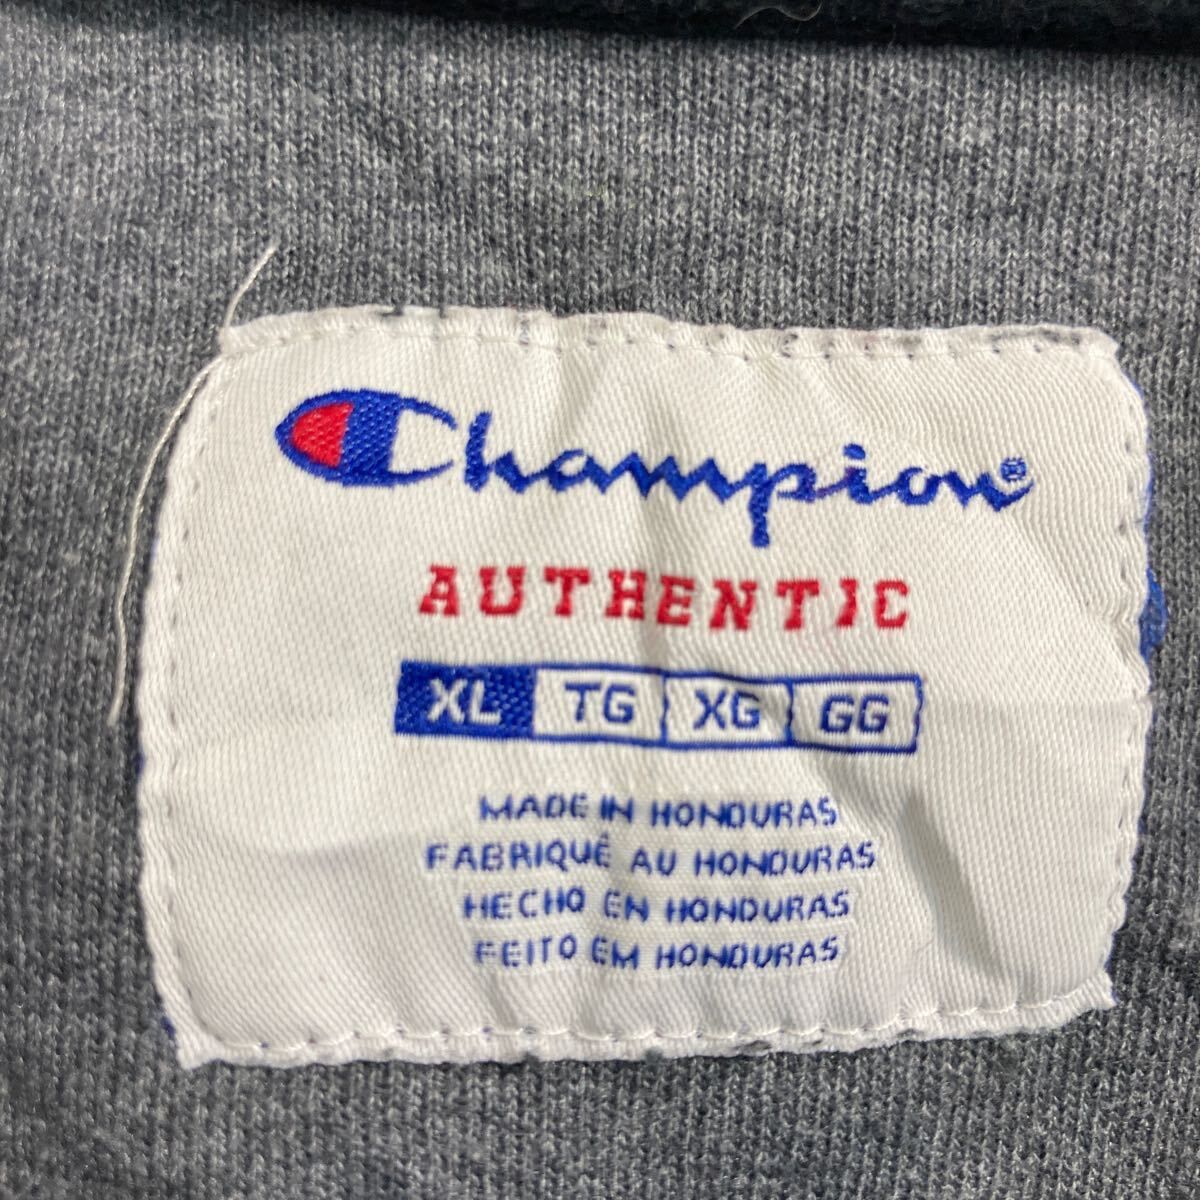 Champion®
AUTHENTIC
XL TG XG GG
MADE IN HONDURAS
FABRIQUÊ AU HONDURAS
HECHO EN HONDURAS
FEITO EM HONDURAS